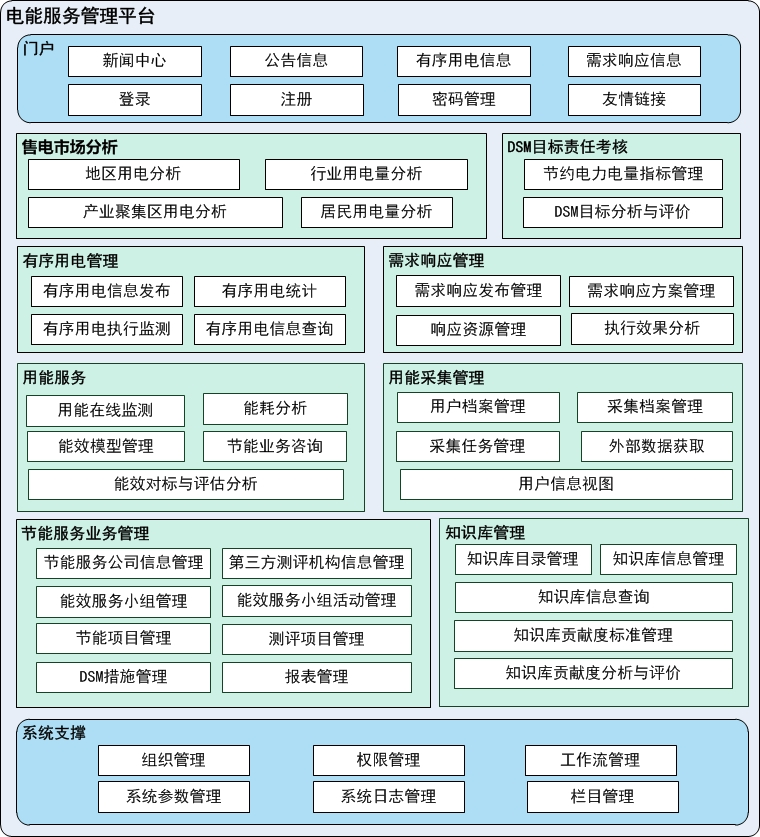 电能服务管理平台
门户
新闻中心 公告信息 有序用电信息 需求响应信息
登录 注册 密码管理 友情链接
售电市场分析
地区用电分析 行业用电量分析
产业聚集区用电分析 居民用电量分析
DSM目标责任考核
节约电力电量指标管理
DSM目标分析与评价
有序用电管理
有序用电信息发布 有序用电统计
有序用电执行监测 有序用电信息查询
需求响应管理
需求响应发布管理 需求响应方案管理
响应资源管理 执行效果分析
用能服务
用能在线监测 能耗分析
能效模型管理 节能业务咨询
能效对标与评估分析
用能采集管理
用户档案管理 采集档案管理
采集任务管理 外部数据获取
用户信息视图
节能服务业务管理
节能服务公司信息管理 第三方测评机构信息管理
能效服务小组管理 能效服务小组活动管理
节能项目管理 测评项目管理
DSM措施管理 报表管理
知识库管理
知识库目录管理 知识库信息管理
知识库信息查询
知识库贡献度标准管理
知识库贡献度分析与评价
系统支撑
组织管理 权限管理 工作流管理
系统参数管理 系统日志管理 栏目管理